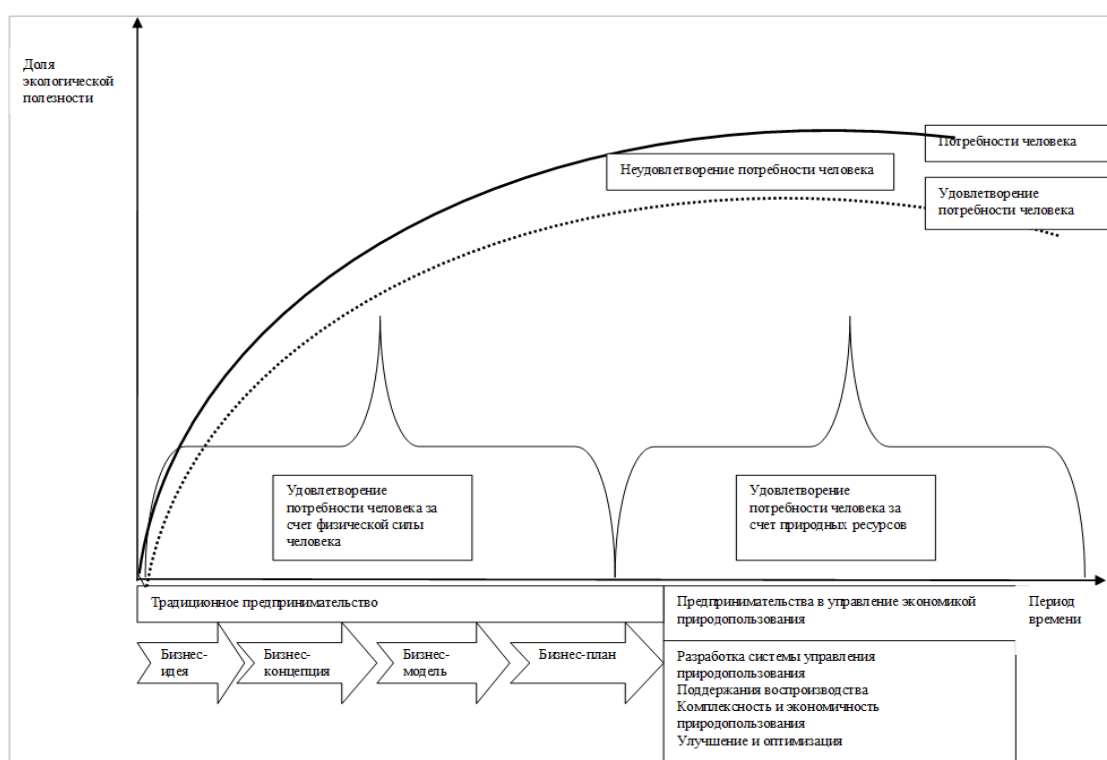 Доля
экологической
полезности
Потребности человека
Неудовлетворение потребности человека
Удовлетворение
потребности человека
Удовлетворение
потребности человека за
счет физической силы
человека
Удовлетворение
потребности человека за
счет природных ресурсов
Традиционное предпринимательство
Предпринимательства в управление экономикой
природопользования
Период
времени
Бизнес-
идея
Бизнес-
концепция
Бизнес-
модель
Бизнес-план
Разработка системы управления
природопользования
Поддержания воспроизводства
Комплексность и экономичность
природопользования
Улучшение и оптимизация